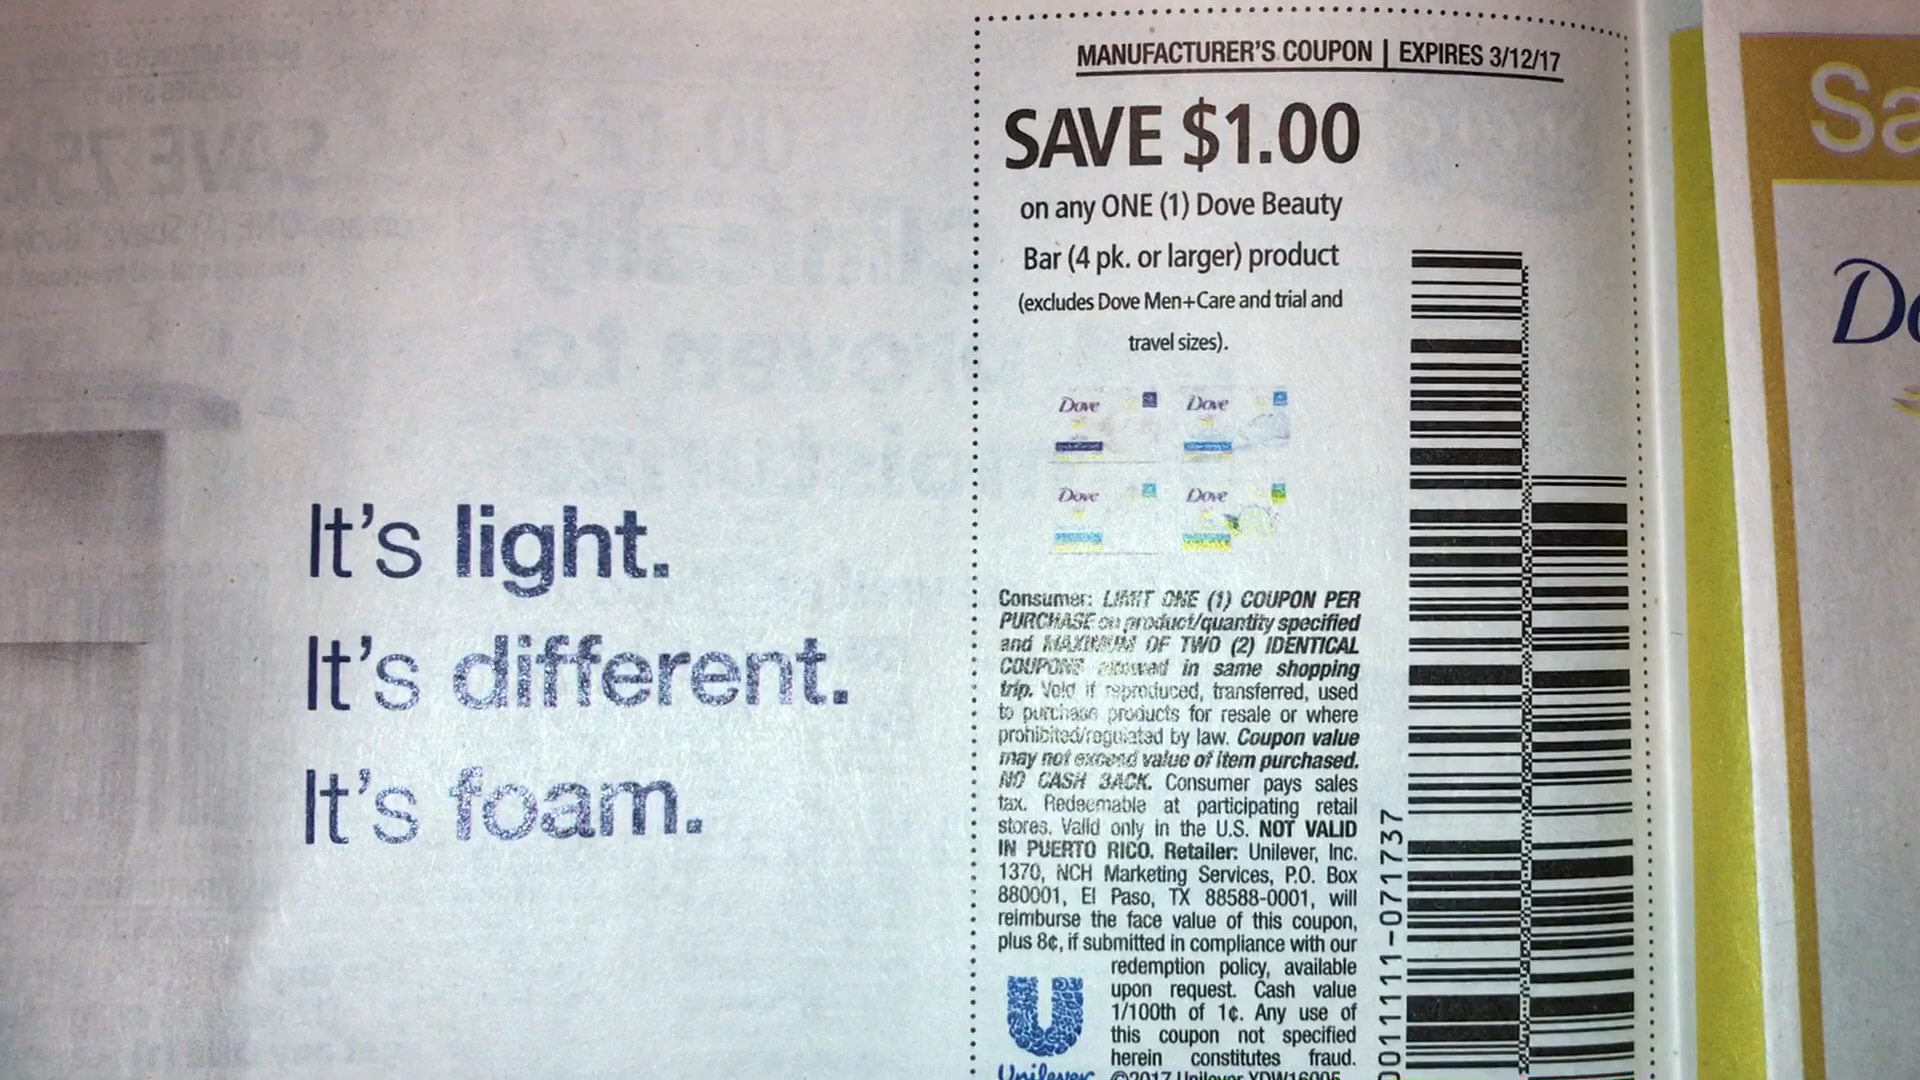 It's light.
It's different.
It's foam.
MANUFACTURER'S COUPON | EXPIRES 3/12/17
SAVE $1.00
on any ONE (1) Dove Beauty
Bar (4 pk. or larger) product
(excludes Dove Men+Care and trial and
travel sizes).
Dove Dove
Dove Dove
Consumer: LIMIT ONE (1) COUPON PER
PURCHASE on product/quantity specified
and MAXIMUM OF TWO (2) IDENTICAL
COUPONS allowed in same shopping
trip. Void if reproduced, transferred, used
to purchase products for resale or where
prohibited/regulated by law. Coupon value
may not exceed value of item purchased.
NO CASH BACK. Consumer pays sales
tax. Redeemable at participating retail
stores. Valid only in the U.S. NOT VALID
IN PUERTO RICO. Retailer: Unilever, Inc.
1370, NCH Marketing Services, P.O. Box
880001, El Paso, TX 88588-0001, will
reimburse the face value of this coupon,
plus 8¢, if submitted in compliance with our
redemption policy, available
upon request. Cash value
1/100th of 1¢. Any use of
this coupon not specified
herein constitutes fraud.
©2017 Unilever YDW16005
Unilever
001111-071737
Sa
Do